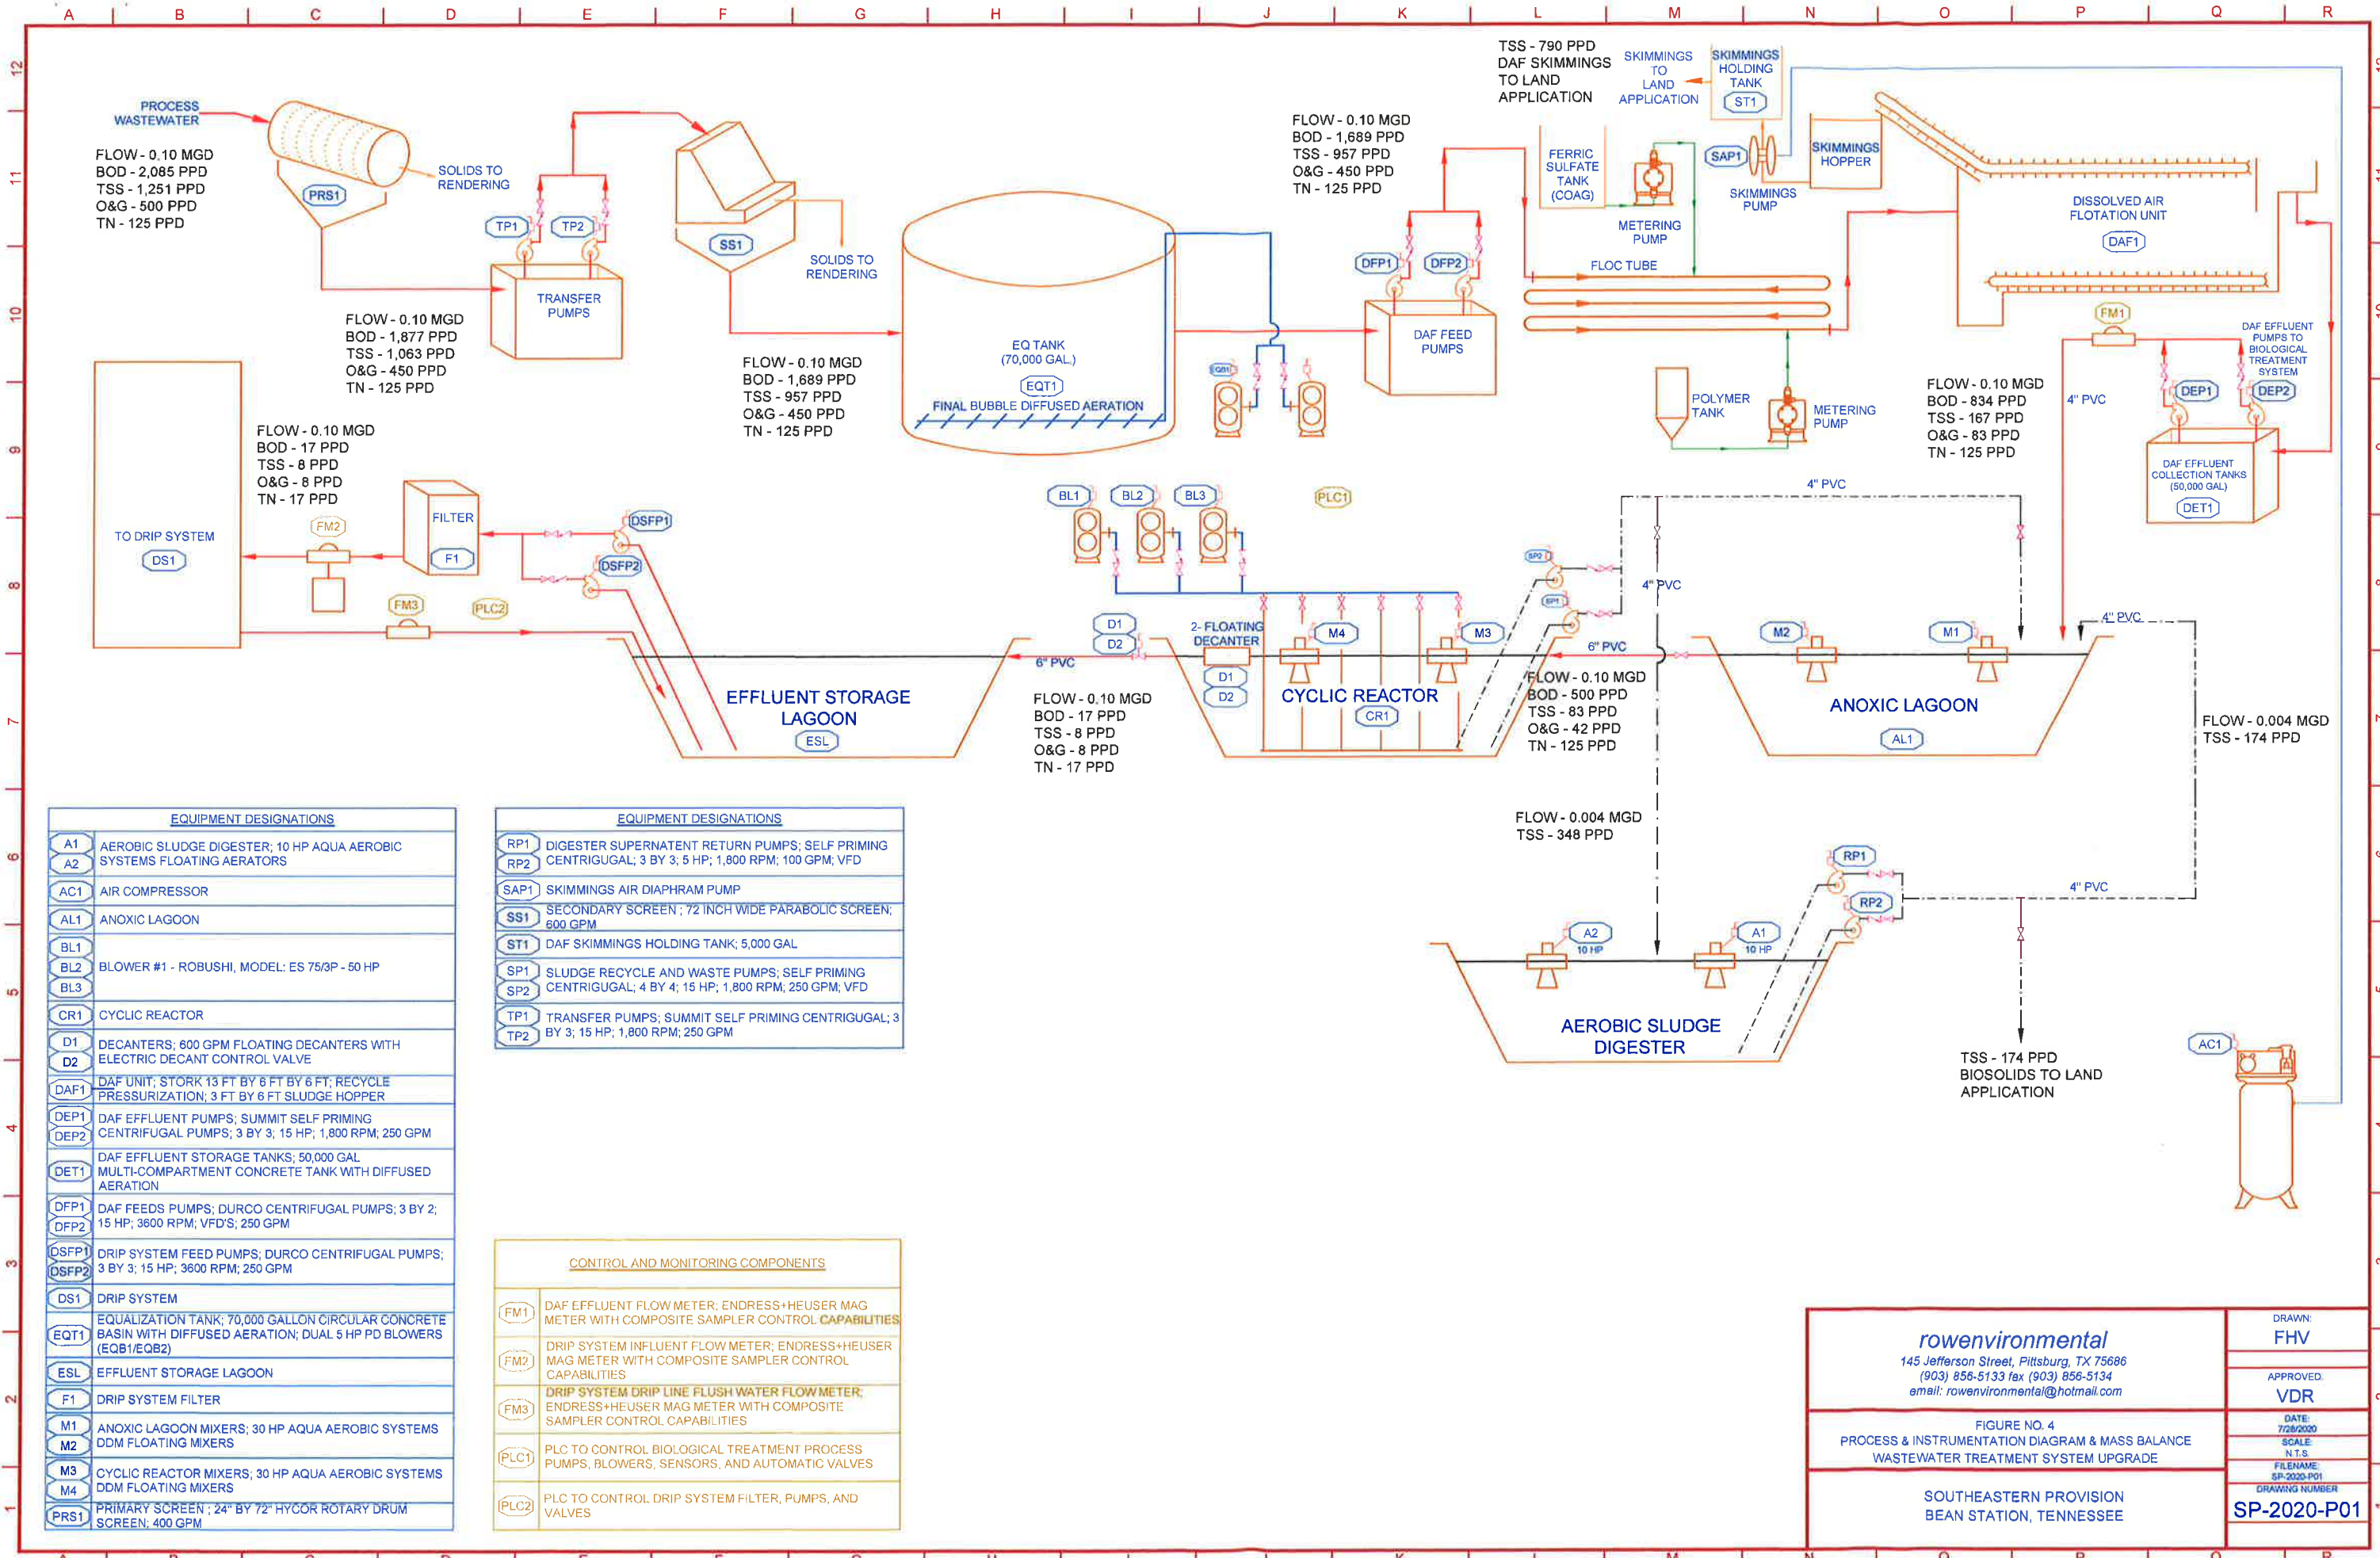 A B C D E F G H I J K L M N O P Q R
12
11
10
9
8
7
6
5
4
3
2
1
PROCESS
WASTEWATER
FLOW - 0.10 MGD
BOD - 2,085 PPD
TSS - 1,251 PPD
O&G - 500 PPD
TN - 125 PPD
PRS1
SOLIDS TO
RENDERING
FLOW - 0.10 MGD
BOD - 1,877 PPD
TSS - 1,063 PPD
O&G - 450 PPD
TN - 125 PPD
TP1
TP2
TRANSFER
PUMPS
SS1
SOLIDS TO
RENDERING
FLOW - 0.10 MGD
BOD - 1,689 PPD
TSS - 957 PPD
O&G - 450 PPD
TN - 125 PPD
EQ TANK
(70,000 GAL.)
EQT1
FINAL BUBBLE DIFFUSED AERATION
EQB1
FLOW - 0.10 MGD
BOD - 1,689 PPD
TSS - 957 PPD
O&G - 450 PPD
TN - 125 PPD
DFP1
DFP2
DAF FEED
PUMPS
TSS - 790 PPD
DAF SKIMMINGS
TO LAND
APPLICATION
SKIMMINGS
TO
LAND
APPLICATION
SKIMMINGS
HOLDING
TANK
ST1
FERRIC
SULFATE
TANK
(COAG)
METERING
PUMP
SAP1
SKIMMINGS
PUMP
SKIMMINGS
HOPPER
FLOC TUBE
DISSOLVED AIR
FLOTATION UNIT
DAF1
POLYMER
TANK
METERING
PUMP
FLOW - 0.10 MGD
BOD - 834 PPD
TSS - 167 PPD
O&G - 83 PPD
TN - 125 PPD
FM1
4" PVC
DAF EFFLUENT
PUMPS TO
BIOLOGICAL
TREATMENT
SYSTEM
DEP1
DEP2
DAF EFFLUENT
COLLECTION TANKS
(50,000 GAL)
DET1
TO DRIP SYSTEM
DS1
FLOW - 0.10 MGD
BOD - 17 PPD
TSS - 8 PPD
O&G - 8 PPD
TN - 17 PPD
FM2
FILTER
F1
DSFP1
DSFP2
FM3
PLC2
EFFLUENT STORAGE
LAGOON
ESL
6" PVC
FLOW - 0.10 MGD
BOD - 17 PPD
TSS - 8 PPD
O&G - 8 PPD
TN - 17 PPD
BL1
BL2
BL3
PLC1
D1
D2
2- FLOATING
DECANTER
D1
D2
M4
M3
CYCLIC REACTOR
CR1
SP2
SP1
4" PVC
4" PVC
6" PVC
FLOW - 0.10 MGD
BOD - 500 PPD
TSS - 83 PPD
O&G - 42 PPD
TN - 125 PPD
M2
M1
ANOXIC LAGOON
AL1
4" PVC
FLOW - 0.004 MGD
TSS - 174 PPD
FLOW - 0.004 MGD
TSS - 348 PPD
RP1
RP2
4" PVC
A2
10 HP
A1
10 HP
AEROBIC SLUDGE
DIGESTER
TSS - 174 PPD
BIOSOLIDS TO LAND
APPLICATION
AC1
EQUIPMENT DESIGNATIONS
A1
A2
AEROBIC SLUDGE DIGESTER; 10 HP AQUA AEROBIC
SYSTEMS FLOATING AERATORS
AC1 AIR COMPRESSOR
AL1 ANOXIC LAGOON
BL1
BL2 BLOWER #1 - ROBUSHI, MODEL: ES 75/3P - 50 HP
BL3
CR1 CYCLIC REACTOR
D1
D2
DECANTERS; 600 GPM FLOATING DECANTERS WITH
ELECTRIC DECANT CONTROL VALVE
DAF1
DAF UNIT; STORK 13 FT BY 6 FT BY 6 FT; RECYCLE
PRESSURIZATION; 3 FT BY 6 FT SLUDGE HOPPER
DEP1
DEP2
DAF EFFLUENT PUMPS; SUMMIT SELF PRIMING
CENTRIFUGAL PUMPS; 3 BY 3; 15 HP; 1,800 RPM; 250 GPM
DET1
DAF EFFLUENT STORAGE TANKS; 50,000 GAL
MULTI-COMPARTMENT CONCRETE TANK WITH DIFFUSED
AERATION
DFP1
DFP2
DAF FEEDS PUMPS; DURCO CENTRIFUGAL PUMPS; 3 BY 2;
15 HP; 3600 RPM; VFD'S; 250 GPM
DSFP1
DSFP2
DRIP SYSTEM FEED PUMPS; DURCO CENTRIFUGAL PUMPS;
3 BY 3; 15 HP; 3600 RPM; 250 GPM
DS1 DRIP SYSTEM
EQT1
EQUALIZATION TANK; 70,000 GALLON CIRCULAR CONCRETE
BASIN WITH DIFFUSED AERATION; DUAL 5 HP PD BLOWERS
(EQB1/EQB2)
ESL EFFLUENT STORAGE LAGOON
F1 DRIP SYSTEM FILTER
M1
M2
ANOXIC LAGOON MIXERS; 30 HP AQUA AEROBIC SYSTEMS
DDM FLOATING MIXERS
M3
M4
CYCLIC REACTOR MIXERS; 30 HP AQUA AEROBIC SYSTEMS
DDM FLOATING MIXERS
PRS1
PRIMARY SCREEN ; 24" BY 72" HYCOR ROTARY DRUM
SCREEN; 400 GPM
EQUIPMENT DESIGNATIONS
RP1
RP2
DIGESTER SUPERNATENT RETURN PUMPS; SELF PRIMING
CENTRIGUGAL; 3 BY 3; 5 HP; 1,800 RPM; 100 GPM; VFD
SAP1 SKIMMINGS AIR DIAPHRAM PUMP
SS1
SECONDARY SCREEN ; 72 INCH WIDE PARABOLIC SCREEN;
600 GPM
ST1 DAF SKIMMINGS HOLDING TANK; 5,000 GAL
SP1
SP2
SLUDGE RECYCLE AND WASTE PUMPS; SELF PRIMING
CENTRIGUGAL; 4 BY 4; 15 HP; 1,800 RPM; 250 GPM; VFD
TP1
TP2
TRANSFER PUMPS; SUMMIT SELF PRIMING CENTRIGUGAL; 3
BY 3; 15 HP; 1,800 RPM; 250 GPM
CONTROL AND MONITORING COMPONENTS
FM1
DAF EFFLUENT FLOW METER; ENDRESS+HEUSER MAG
METER WITH COMPOSITE SAMPLER CONTROL CAPABILITIES
FM2
DRIP SYSTEM INFLUENT FLOW METER; ENDRESS+HEUSER
MAG METER WITH COMPOSITE SAMPLER CONTROL
CAPABILITIES
FM3
DRIP SYSTEM DRIP LINE FLUSH WATER FLOW METER;
ENDRESS+HEUSER MAG METER WITH COMPOSITE
SAMPLER CONTROL CAPABILITIES
PLC1
PLC TO CONTROL BIOLOGICAL TREATMENT PROCESS
PUMPS, BLOWERS, SENSORS, AND AUTOMATIC VALVES
PLC2
PLC TO CONTROL DRIP SYSTEM FILTER, PUMPS, AND
VALVES
rowenvironmental
145 Jefferson Street, Pittsburg, TX 75686
(903) 856-5133 fax (903) 856-5134
email: rowenvironmental@hotmail.com
FIGURE NO. 4
PROCESS & INSTRUMENTATION DIAGRAM & MASS BALANCE
WASTEWATER TREATMENT SYSTEM UPGRADE
SOUTHEASTERN PROVISION
BEAN STATION, TENNESSEE
DRAWN:
FHV
APPROVED.
VDR
DATE:
7/28/2020
SCALE:
N.T.S.
FILENAME:
SP-2020-P01
DRAWING NUMBER
SP-2020-P01